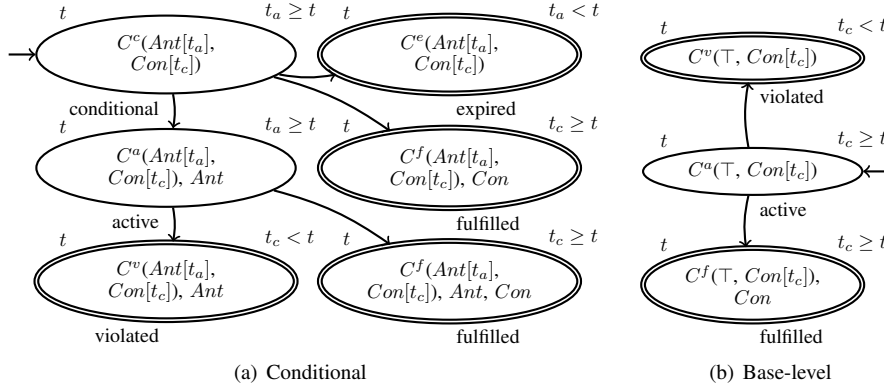 t
t_a ≥ t
C^c(Ant[t_a],
Con[t_c])
conditional
t
t_a < t
C^e(Ant[t_a],
Con[t_c])
expired
t
t_a ≥ t
C^a(Ant[t_a],
Con[t_c]), Ant
active
t
t_c ≥ t
C^f(Ant[t_a],
Con[t_c]), Con
fulfilled
t
t_c < t
C^v(Ant[t_a],
Con[t_c]), Ant
violated
t
t_c ≥ t
C^f(Ant[t_a],
Con[t_c]), Ant, Con
fulfilled
(a) Conditional
t
t_c < t
C^v(⊤, Con[t_c])
violated
t
t_c ≥ t
C^a(⊤, Con[t_c])
active
t
t_c ≥ t
C^f(⊤, Con[t_c]),
Con
fulfilled
(b) Base-level